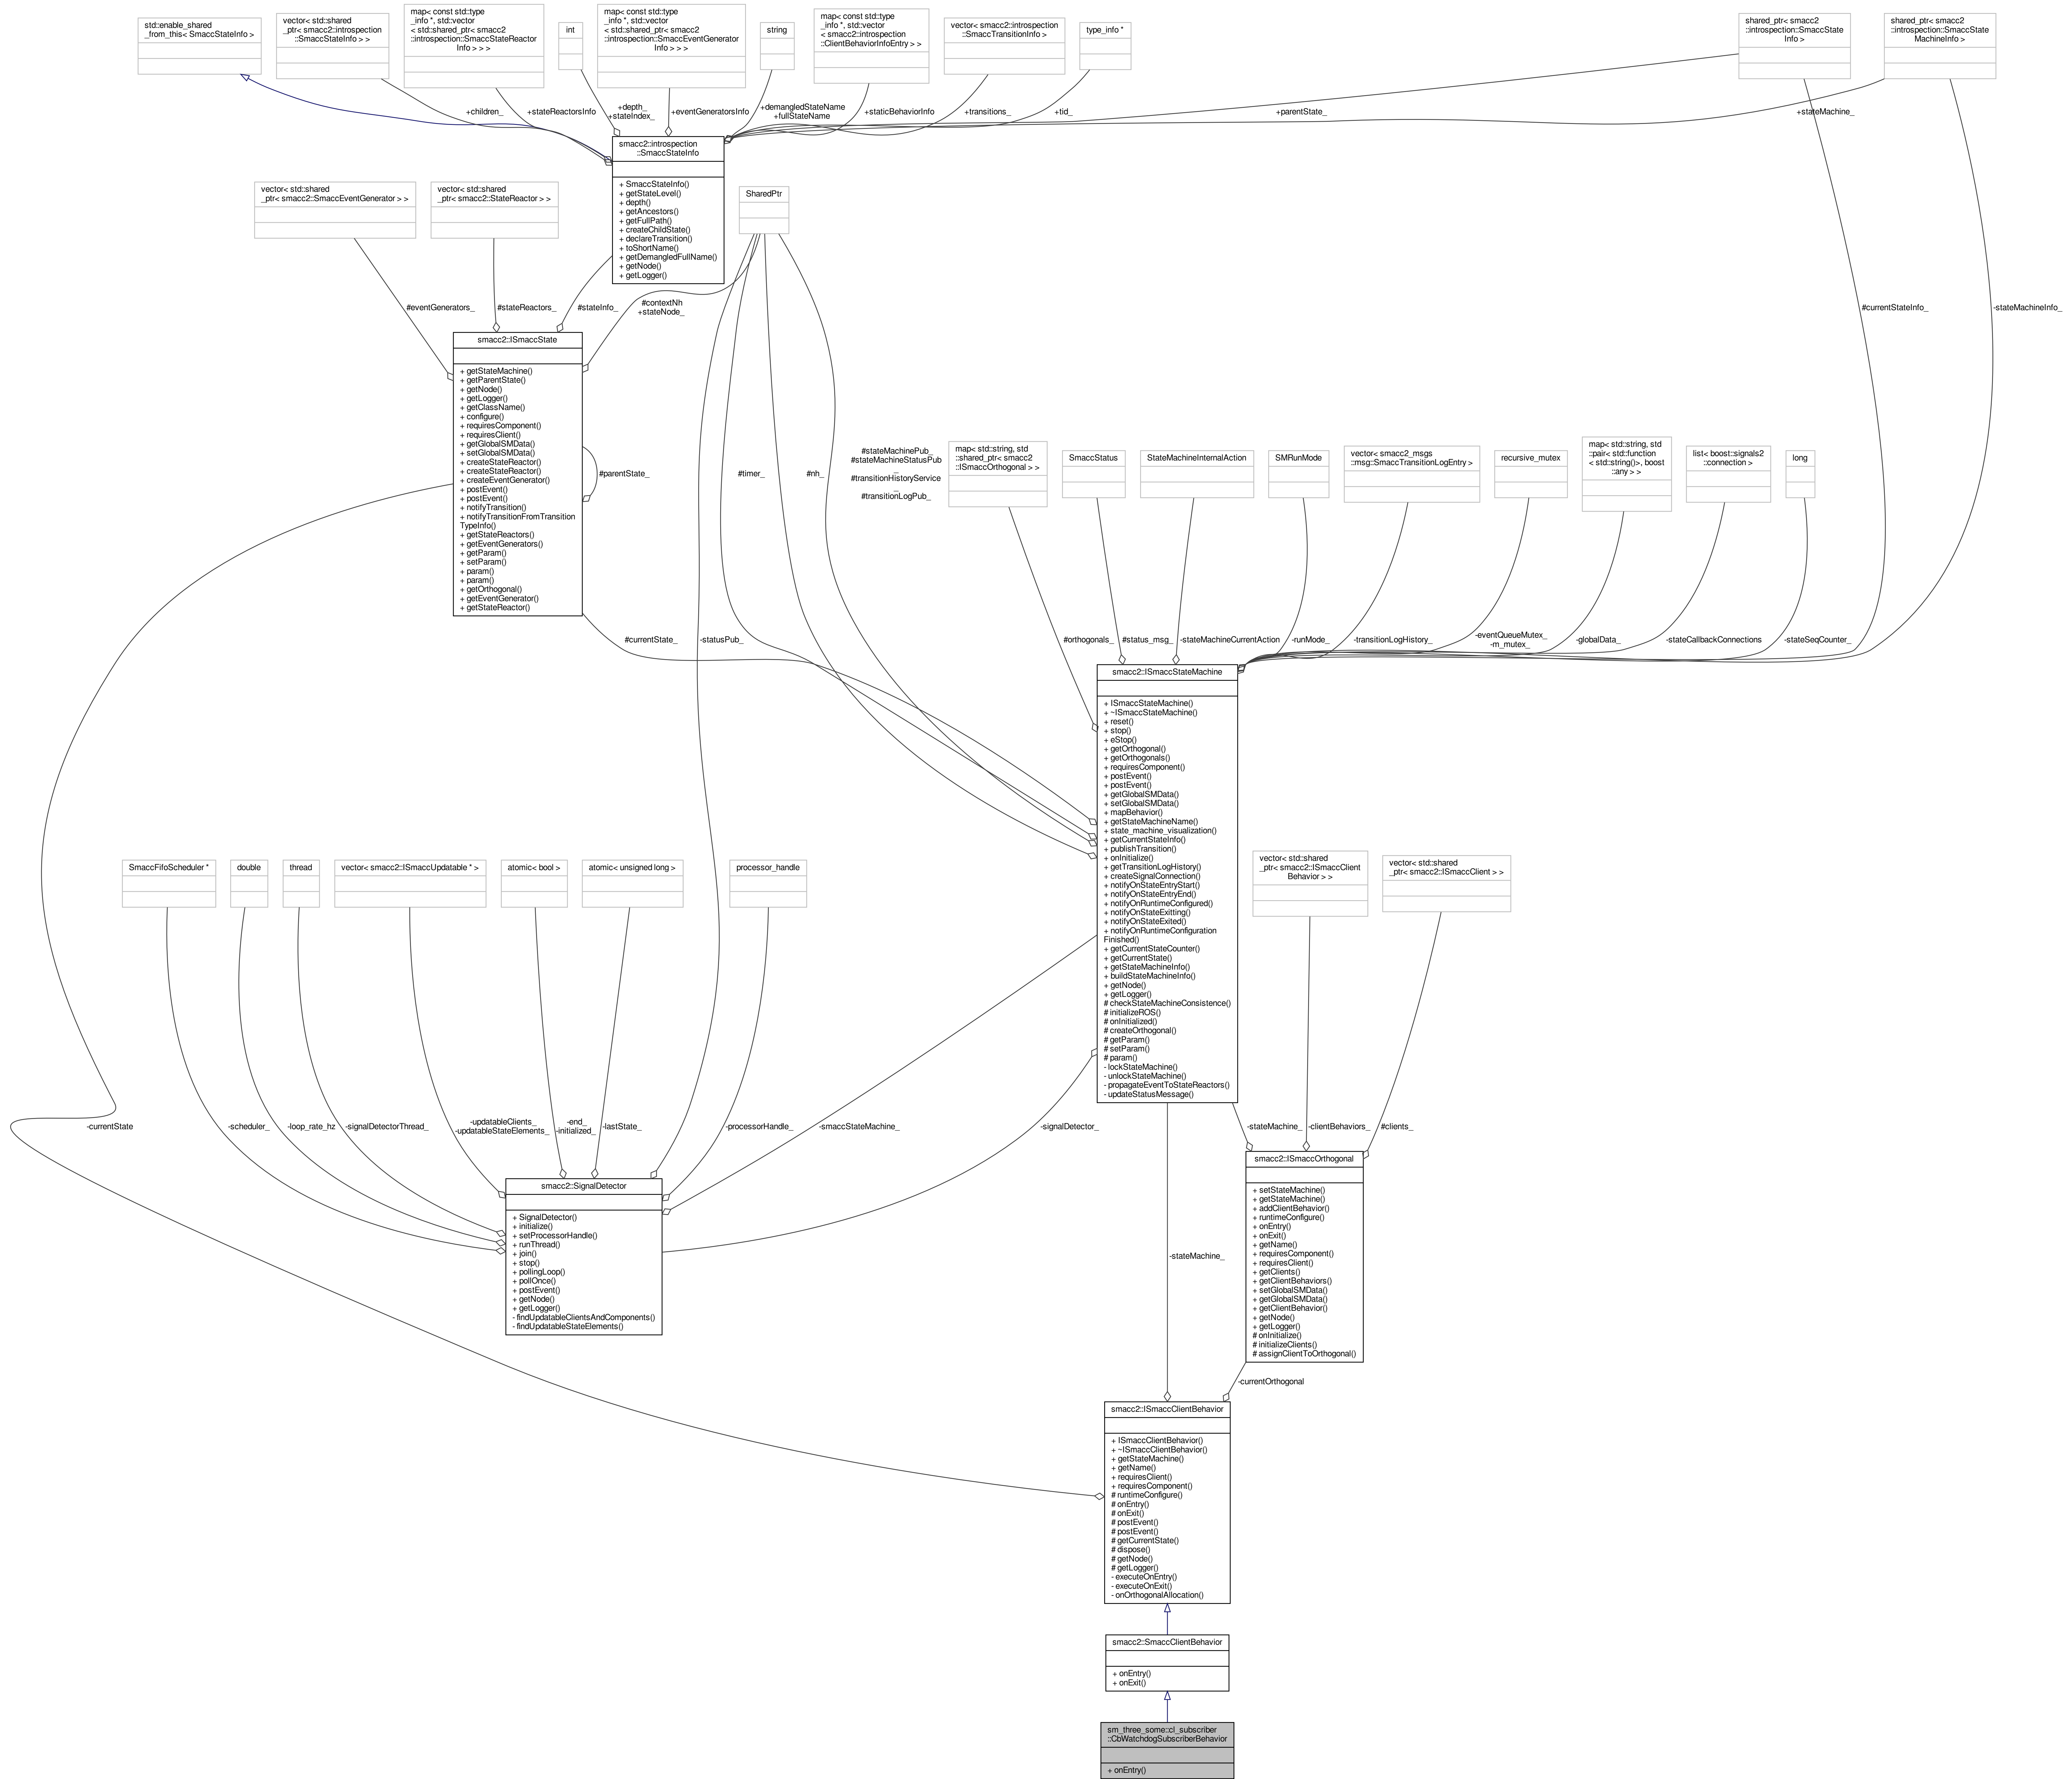 std::enable_shared
_from_this< SmaccStateInfo >
vector< std::shared
_ptr< smacc2::introspection
::SmaccStateInfo > >
map< const std::type
_info *, std::vector
< std::shared_ptr< smacc2
::introspection::SmaccStateReactor
Info > > >
int
map< const std::type
_info *, std::vector
< std::shared_ptr< smacc2
::introspection::SmaccEventGenerator
Info > > >
string
map< const std::type
_info *, std::vector
< smacc2::introspection
::ClientBehaviorInfoEntry > >
vector< smacc2::introspection
::SmaccTransitionInfo >
type_info *
shared_ptr< smacc2
::introspection::SmaccState
Info >
shared_ptr< smacc2
::introspection::SmaccState
MachineInfo >
+children_
+stateReactorsInfo
+depth_
+stateIndex_
+eventGeneratorsInfo
+demangledStateName
+fullStateName
+staticBehaviorInfo
+transitions_
+tid_
+parentState_
+stateMachine_
smacc2::introspection
::SmaccStateInfo
+ SmaccStateInfo()
+ getStateLevel()
+ depth()
+ getAncestors()
+ getFullPath()
+ createChildState()
+ declareTransition()
+ toShortName()
+ getDemangledFullName()
+ getNode()
+ getLogger()
vector< std::shared
_ptr< smacc2::SmaccEventGenerator > >
vector< std::shared
_ptr< smacc2::StateReactor > >
SharedPtr
#eventGenerators_
#stateReactors_
#stateInfo_
#contextNh
+stateNode_
#currentStateInfo_
-stateMachineInfo_
smacc2::ISmaccState
+ getStateMachine()
+ getParentState()
+ getNode()
+ getLogger()
+ getClassName()
+ configure()
+ requiresComponent()
+ requiresClient()
+ getGlobalSMData()
+ setGlobalSMData()
+ createStateReactor()
+ createStateReactor()
+ createEventGenerator()
+ postEvent()
+ postEvent()
+ notifyTransition()
+ notifyTransitionFromTransition
TypeInfo()
+ getStateReactors()
+ getEventGenerators()
+ getParam()
+ setParam()
+ param()
+ param()
+ getOrthogonal()
+ getEventGenerator()
+ getStateReactor()
#parentState_
#timer_
#nh_
#stateMachinePub_
#stateMachineStatusPub
_
#transitionHistoryService
_
#transitionLogPub_
map< std::string, std
::shared_ptr< smacc2
::ISmaccOrthogonal > >
SmaccStatus
StateMachineInternalAction
SMRunMode
vector< smacc2_msgs
::msg::SmaccTransitionLogEntry >
recursive_mutex
map< std::string, std
::pair< std::function
< std::string()>, boost
::any > >
list< boost::signals2
::connection >
long
#currentState_
-statusPub_
#orthogonals_
#status_msg_
-stateMachineCurrentAction
-runMode_
-transitionLogHistory_
-eventQueueMutex_
-m_mutex_
-globalData_
-stateCallbackConnections
-stateSeqCounter_
smacc2::ISmaccStateMachine
+ ISmaccStateMachine()
+ ~ISmaccStateMachine()
+ reset()
+ stop()
+ eStop()
+ getOrthogonal()
+ getOrthogonals()
+ requiresComponent()
+ postEvent()
+ postEvent()
+ getGlobalSMData()
+ setGlobalSMData()
+ mapBehavior()
+ getStateMachineName()
+ state_machine_visualization()
+ getCurrentStateInfo()
+ publishTransition()
+ onInitialize()
+ getTransitionLogHistory()
+ createSignalConnection()
+ notifyOnStateEntryStart()
+ notifyOnStateEntryEnd()
+ notifyOnRuntimeConfigured()
+ notifyOnStateExitting()
+ notifyOnStateExited()
+ notifyOnRuntimeConfiguration
Finished()
+ getCurrentStateCounter()
+ getCurrentState()
+ getStateMachineInfo()
+ buildStateMachineInfo()
+ getNode()
+ getLogger()
# checkStateMachineConsistence()
# initializeROS()
# onInitialized()
# createOrthogonal()
# getParam()
# setParam()
# param()
- lockStateMachine()
- unlockStateMachine()
- propagateEventToStateReactors()
- updateStatusMessage()
SmaccFifoScheduler *
double
thread
vector< smacc2::ISmaccUpdatable * >
atomic< bool >
atomic< unsigned long >
processor_handle
vector< std::shared
_ptr< smacc2::ISmaccClient
Behavior > >
vector< std::shared
_ptr< smacc2::ISmaccClient > >
-currentState
-scheduler_
-loop_rate_hz
-signalDetectorThread_
-updatableClients_
-updatableStateElements_
-end_
-initialized_
-lastState_
-processorHandle_
-smaccStateMachine_
-signalDetector_
-stateMachine_
-clientBehaviors_
#clients_
smacc2::SignalDetector
+ SignalDetector()
+ initialize()
+ setProcessorHandle()
+ runThread()
+ join()
+ stop()
+ pollingLoop()
+ pollOnce()
+ postEvent()
+ getNode()
+ getLogger()
- findUpdatableClientsAndComponents()
- findUpdatableStateElements()
-stateMachine_
smacc2::ISmaccOrthogonal
+ setStateMachine()
+ getStateMachine()
+ addClientBehavior()
+ runtimeConfigure()
+ onEntry()
+ onExit()
+ getName()
+ requiresComponent()
+ requiresClient()
+ getClients()
+ getClientBehaviors()
+ setGlobalSMData()
+ getGlobalSMData()
+ getClientBehavior()
+ getNode()
+ getLogger()
# onInitialize()
# initializeClients()
# assignClientToOrthogonal()
-currentOrthogonal
smacc2::ISmaccClientBehavior
+ ISmaccClientBehavior()
+ ~ISmaccClientBehavior()
+ getStateMachine()
+ getName()
+ requiresClient()
+ requiresComponent()
# runtimeConfigure()
# onEntry()
# onExit()
# postEvent()
# postEvent()
# getCurrentState()
# dispose()
# getNode()
# getLogger()
- executeOnEntry()
- executeOnExit()
- onOrthogonalAllocation()
smacc2::SmaccClientBehavior
+ onEntry()
+ onExit()
sm_three_some::cl_subscriber
::CbWatchdogSubscriberBehavior
+ onEntry()